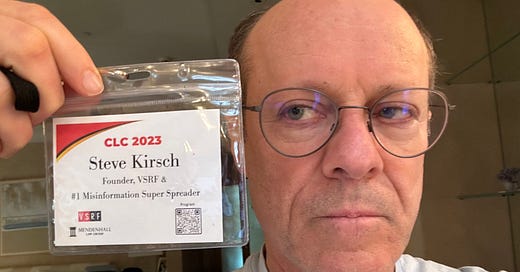 CLC 2023
Steve Kirsch
Founder, VSRF &
#1 Misinformation Super Spreader
Program
VSRF
MENDENHALL
LAW GROUP